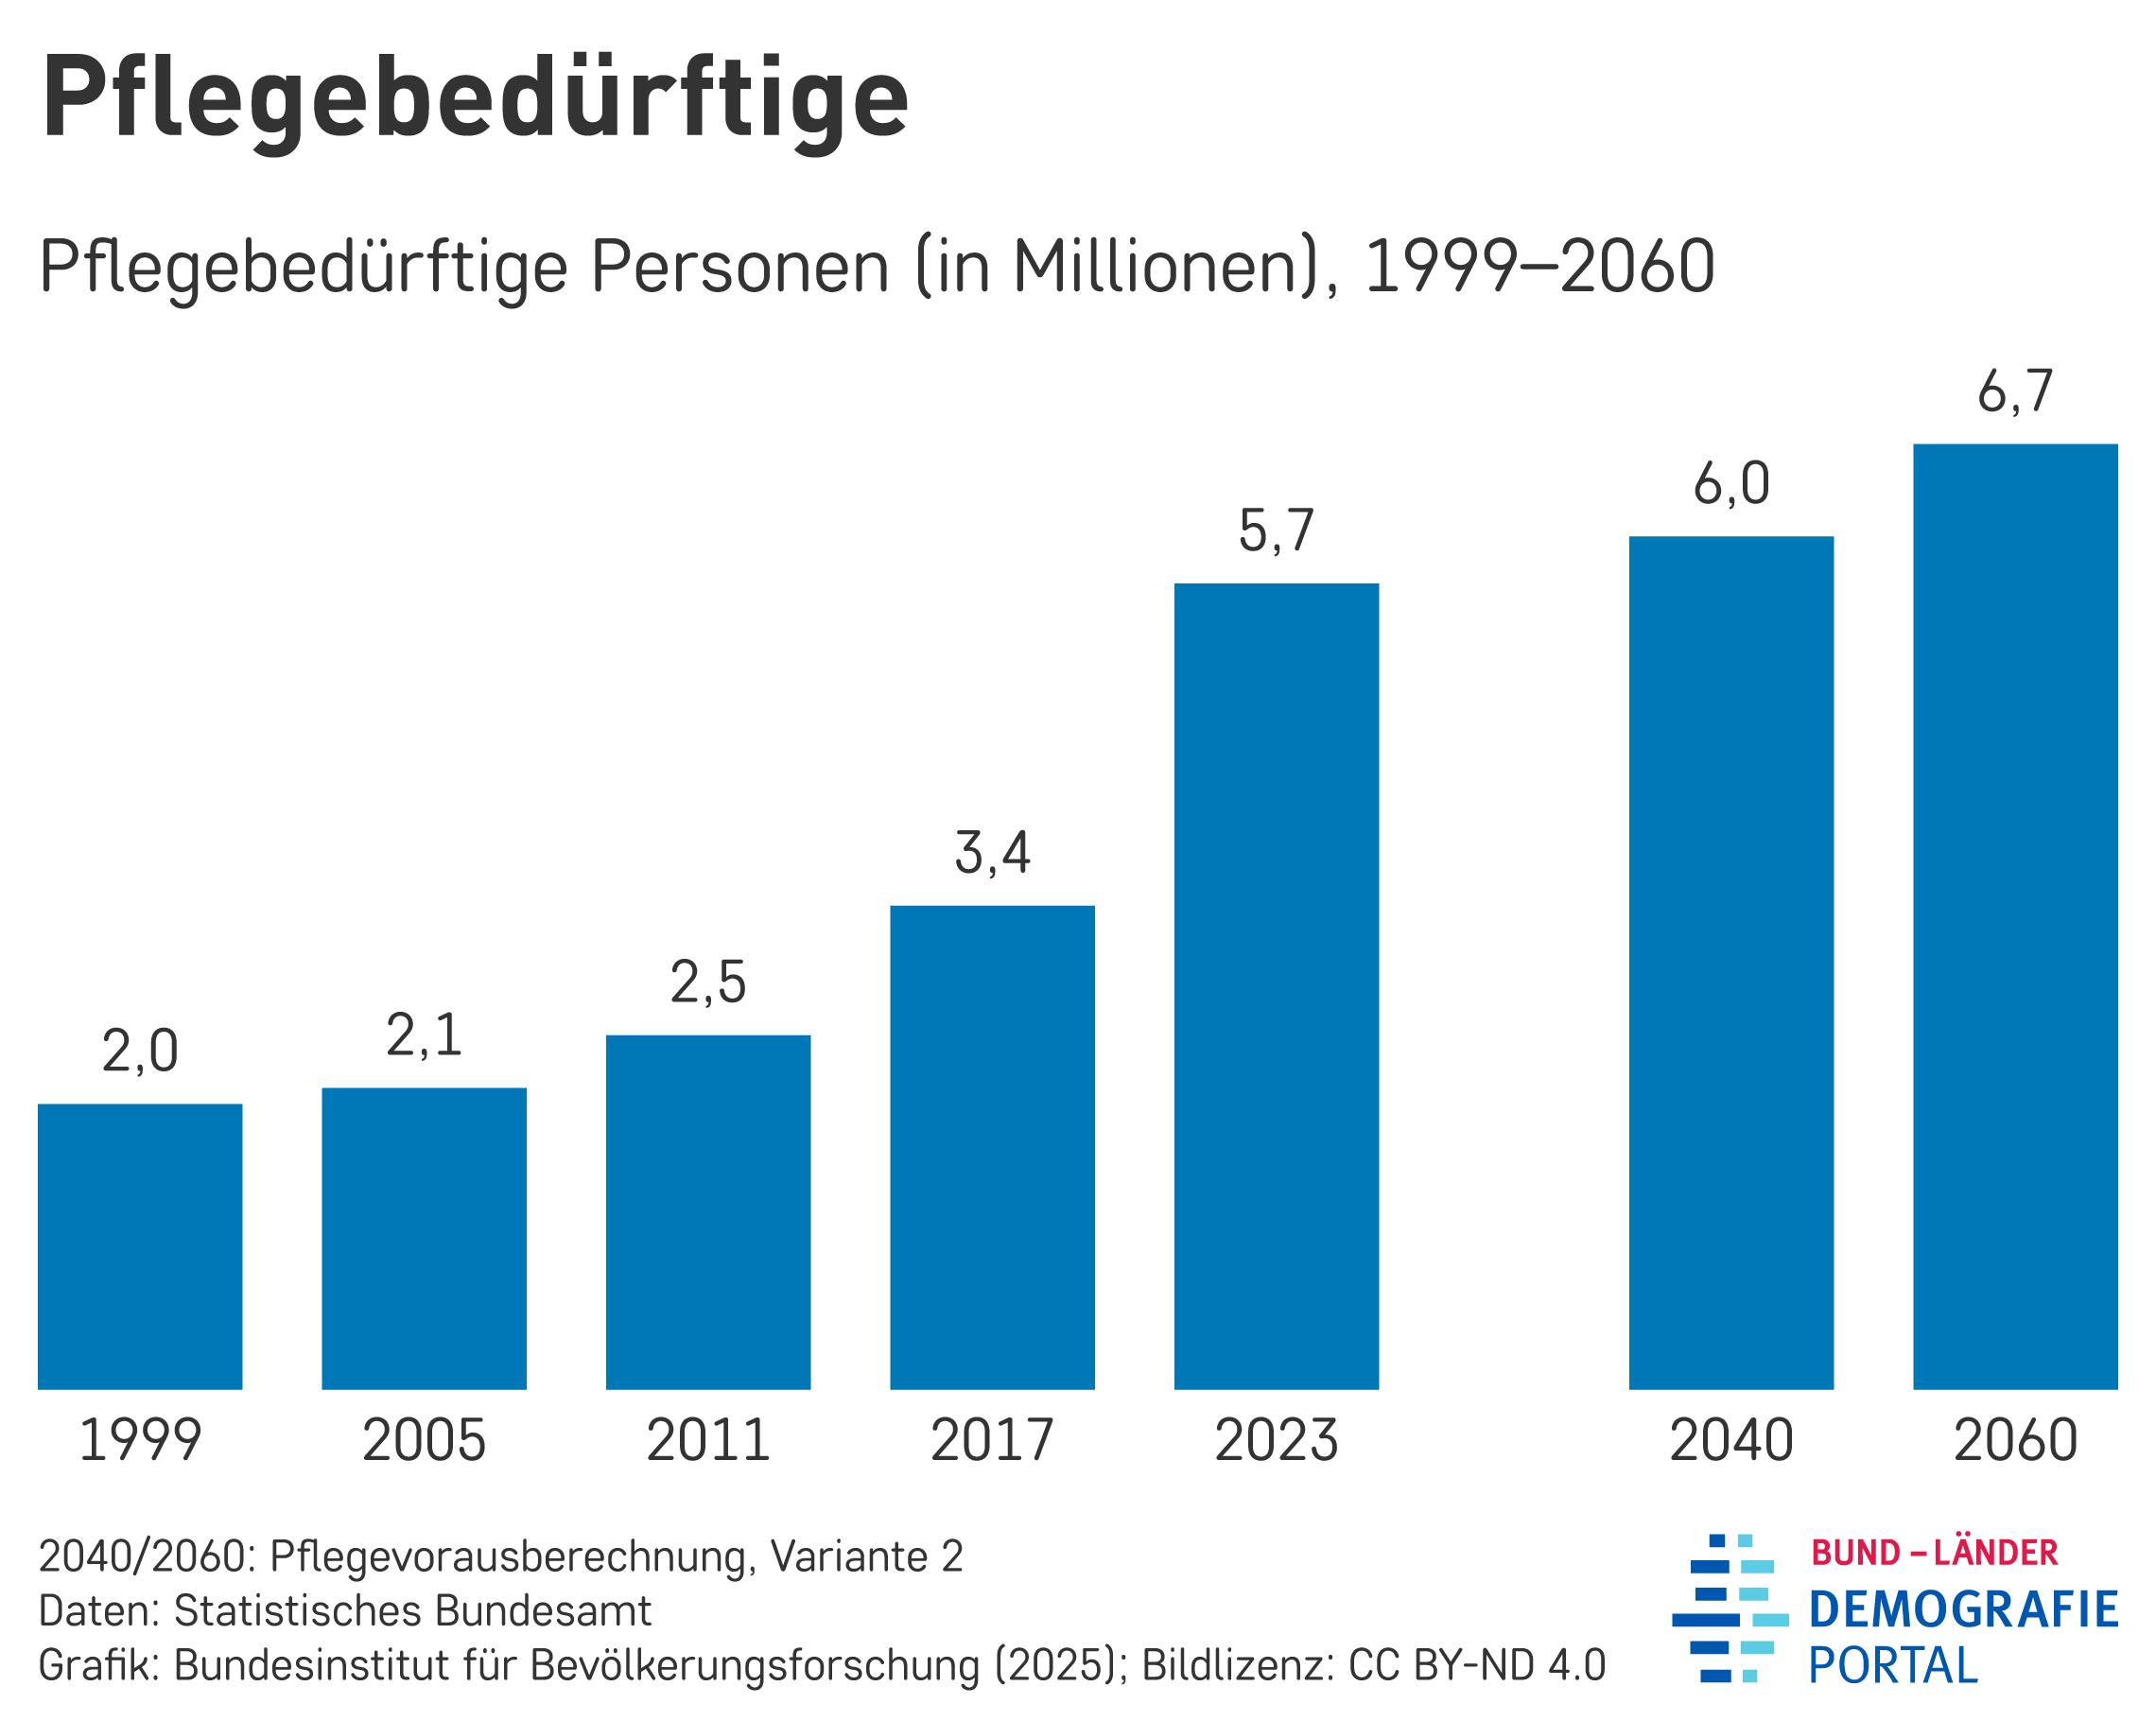 Pflegebedürftige
Pflegebedürftige Personen (in Millionen), 1999–2060
2,0
2,1
2,5
3,4
5,7
6,0
6,7
1999 2005 2011 2017 2023 2040 2060
2040/2060: Pflegevorausberechnung, Variante 2
Daten: Statistisches Bundesamt
Grafik: Bundesinstitut für Bevölkerungsforschung (2025); Bildlizenz: CC BY-ND 4.0
BUND – LÄNDER
DEMOGRAFIE
PORTAL